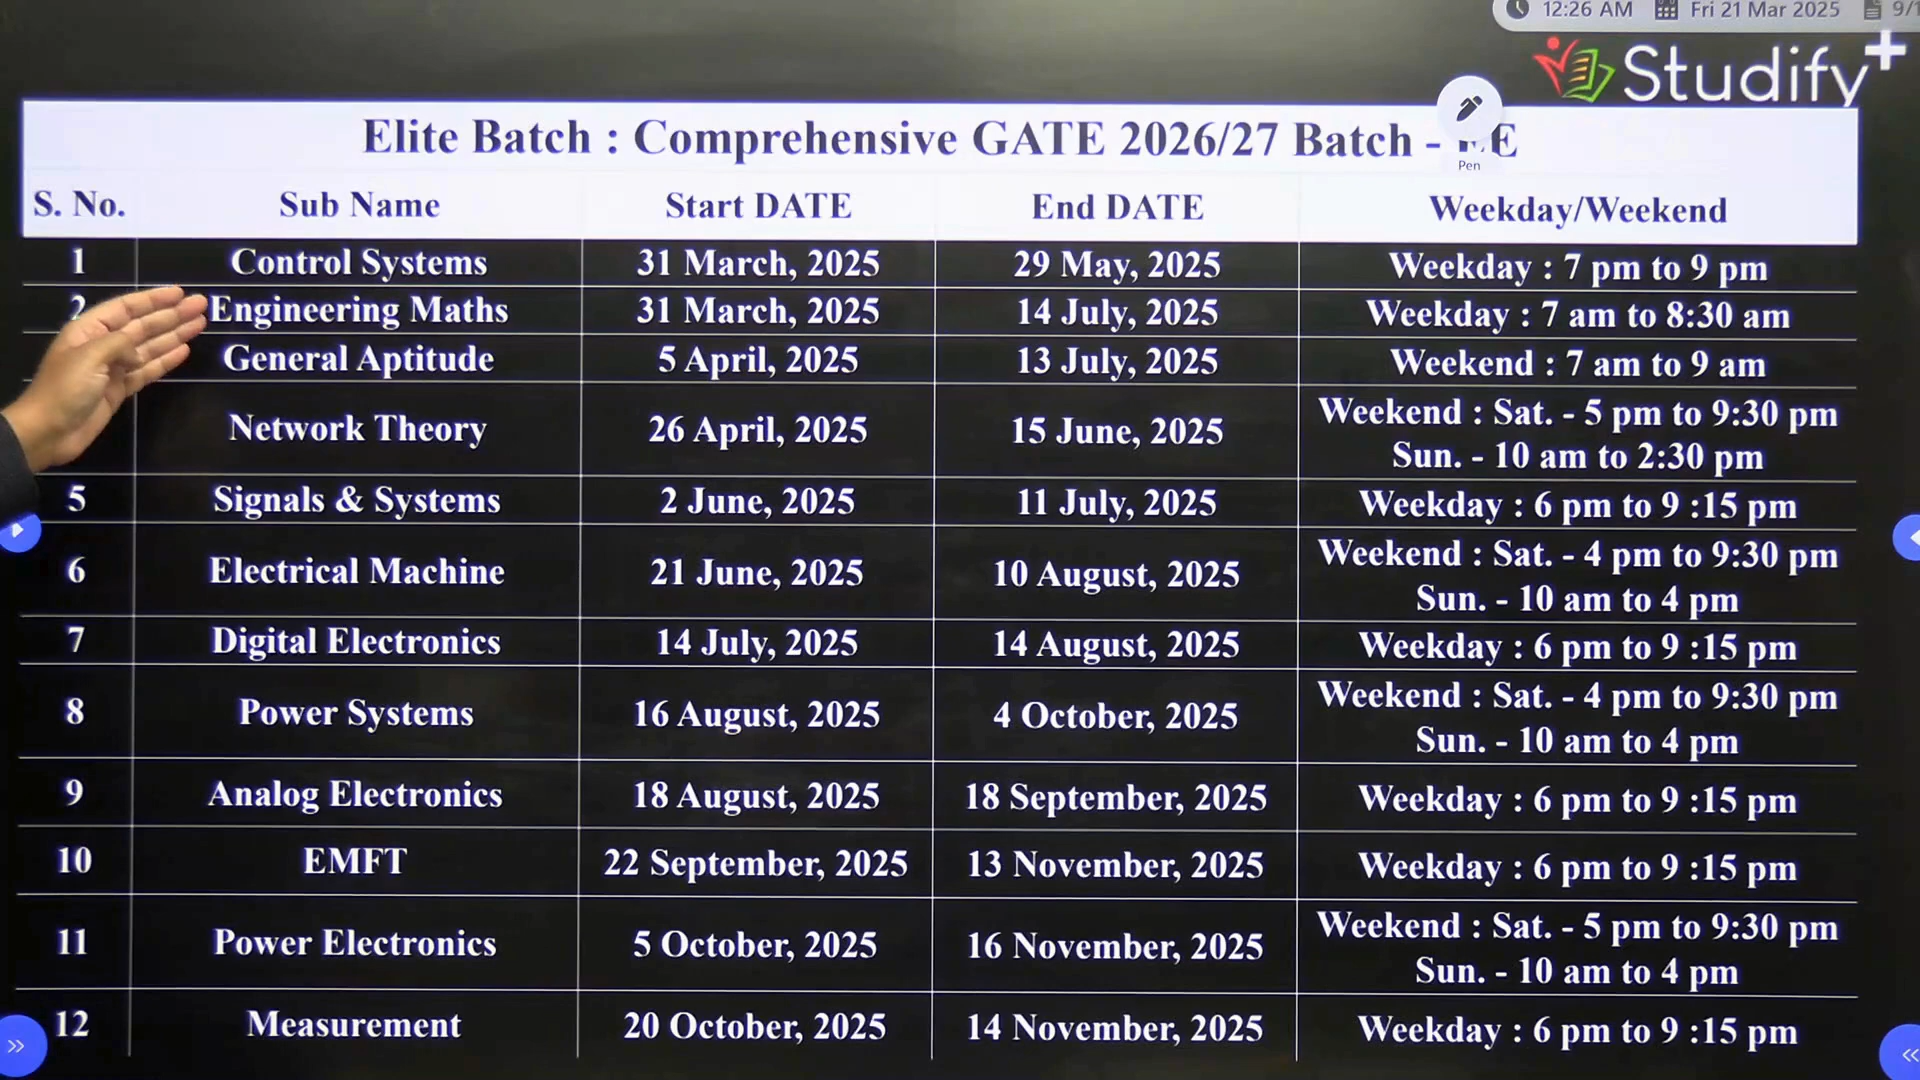 12:26 AM Fri 21 Mar 2025
Studify+
Elite Batch : Comprehensive GATE 2026/27 Batch -
Pen
S. No. Sub Name Start DATE End DATE Weekday/Weekend
1 Control Systems 31 March, 2025 29 May, 2025 Weekday : 7 pm to 9 pm
2 Engineering Maths 31 March, 2025 14 July, 2025 Weekday : 7 am to 8:30 am
General Aptitude 5 April, 2025 13 July, 2025 Weekend : 7 am to 9 am
Network Theory 26 April, 2025 15 June, 2025 Weekend : Sat. - 5 pm to 9:30 pm
Sun. - 10 am to 2:30 pm
5 Signals & Systems 2 June, 2025 11 July, 2025 Weekday : 6 pm to 9 :15 pm
6 Electrical Machine 21 June, 2025 10 August, 2025 Weekend : Sat. - 4 pm to 9:30 pm
Sun. - 10 am to 4 pm
7 Digital Electronics 14 July, 2025 14 August, 2025 Weekday : 6 pm to 9 :15 pm
8 Power Systems 16 August, 2025 4 October, 2025 Weekend : Sat. - 4 pm to 9:30 pm
Sun. - 10 am to 4 pm
9 Analog Electronics 18 August, 2025 18 September, 2025 Weekday : 6 pm to 9 :15 pm
10 EMFT 22 September, 2025 13 November, 2025 Weekday : 6 pm to 9 :15 pm
11 Power Electronics 5 October, 2025 16 November, 2025 Weekend : Sat. - 5 pm to 9:30 pm
Sun. - 10 am to 4 pm
12 Measurement 20 October, 2025 14 November, 2025 Weekday : 6 pm to 9 :15 pm